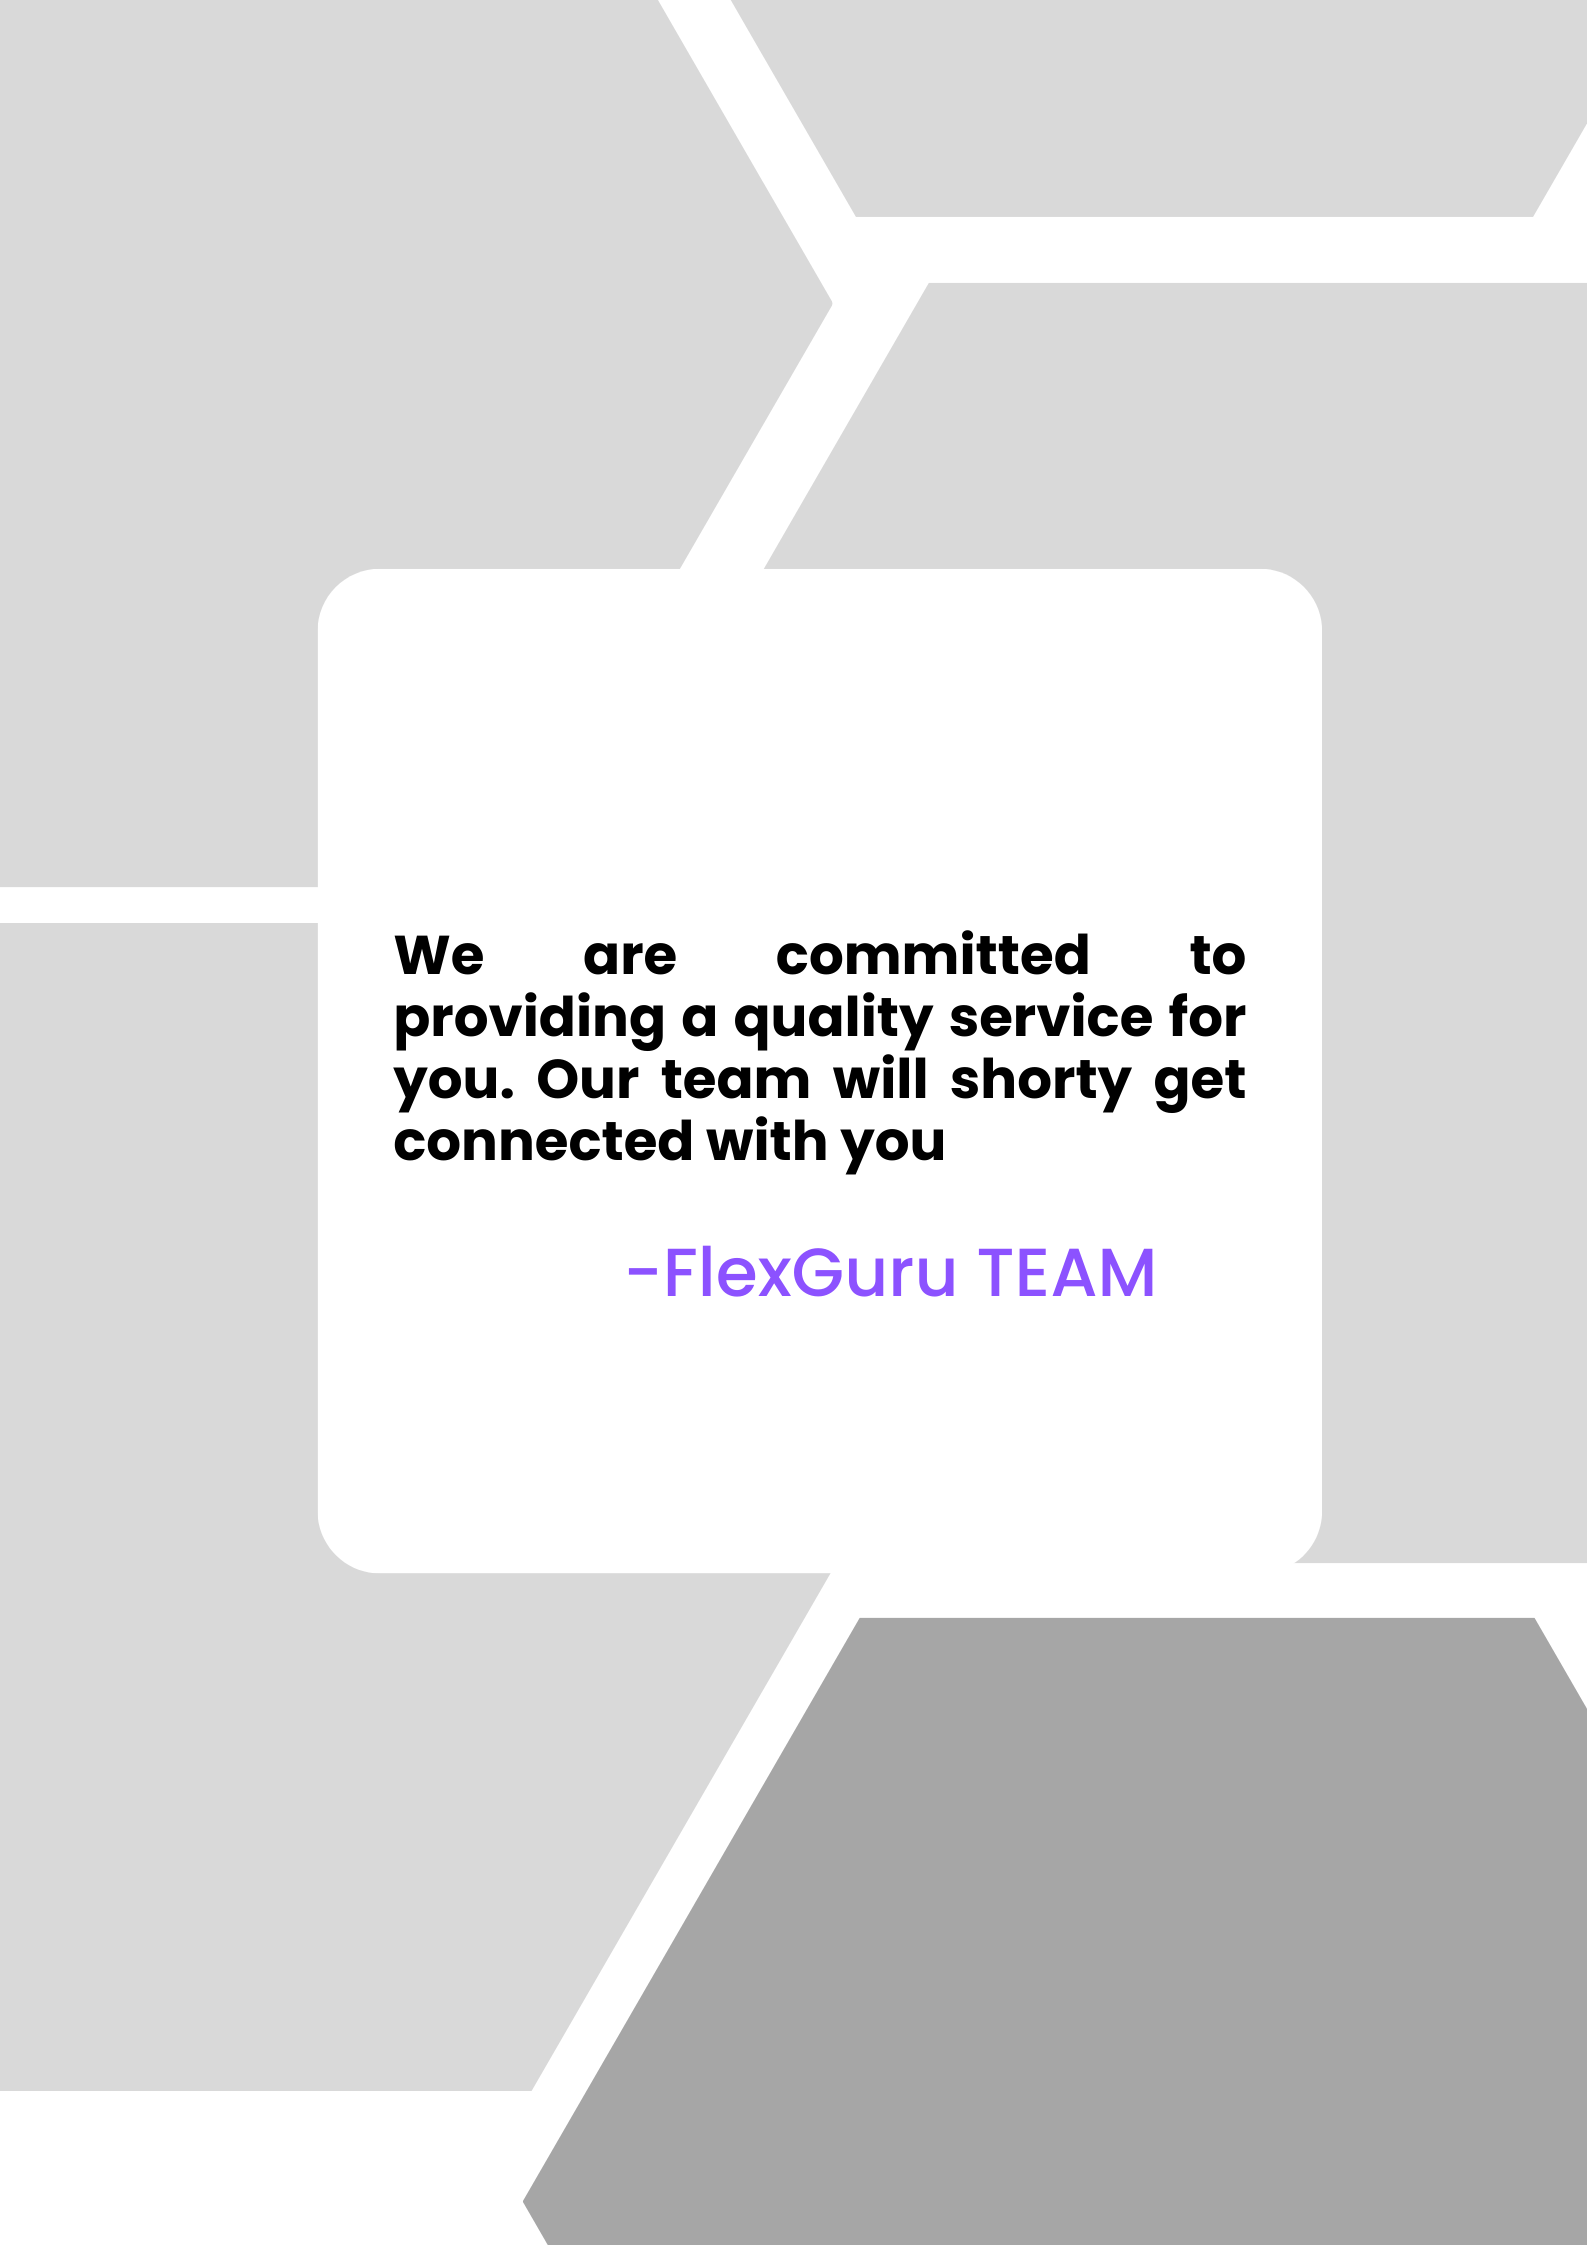 We are committed to
providing a quality service for
you. Our team will shorty get
connected with you
-FlexGuru TEAM